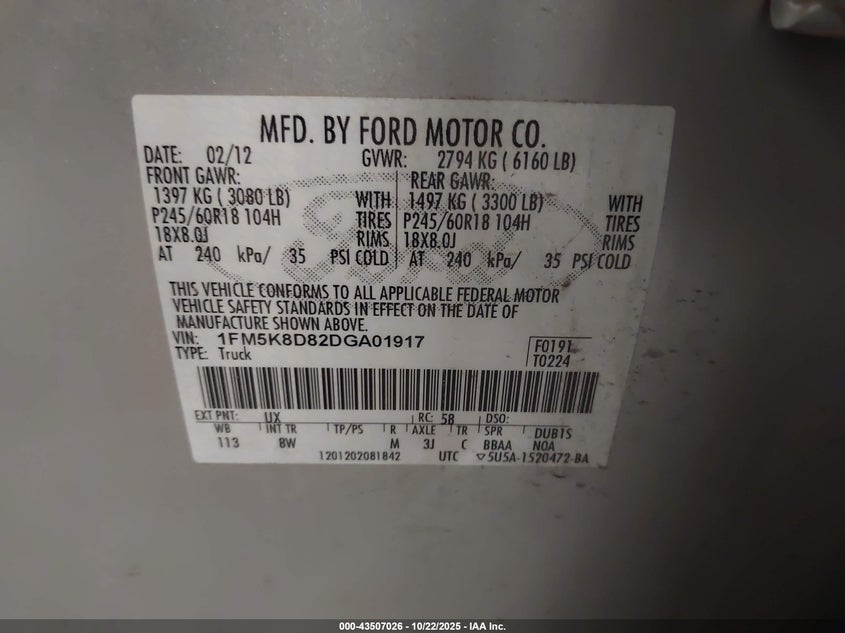 MFD. BY FORD MOTOR CO.
DATE: 02/12 GVWR: 2794 KG ( 6160 LB)
FRONT GAWR: REAR GAWR:
1397 KG ( 3080 LB) WITH 1497 KG ( 3300 LB) WITH
P245/60R18 104H TIRES P245/60R18 104H TIRES
18X8.0J RIMS 18X8.0J RIMS
AT 240 kPa/ 35 PSI COLD AT 240 kPa/ 35 PSI COLD
THIS VEHICLE CONFORMS TO ALL APPLICABLE FEDERAL MOTOR
VEHICLE SAFETY STANDARDS IN EFFECT ON THE DATE OF
MANUFACTURE SHOWN ABOVE.
VIN: 1FM5K8D82DGA01917 F0191
TYPE: Truck T0224
EXT PNT: UX RC: 58 DSO:
WB INT TR TP/PS R AXLE TR SPR DUB1S
113 BW M 3J C BBAA NOA
1201202081842 UTC ▽5U5A-1520472-BA
Ford
000-43507026 - 10/22/2025 - IAA Inc.